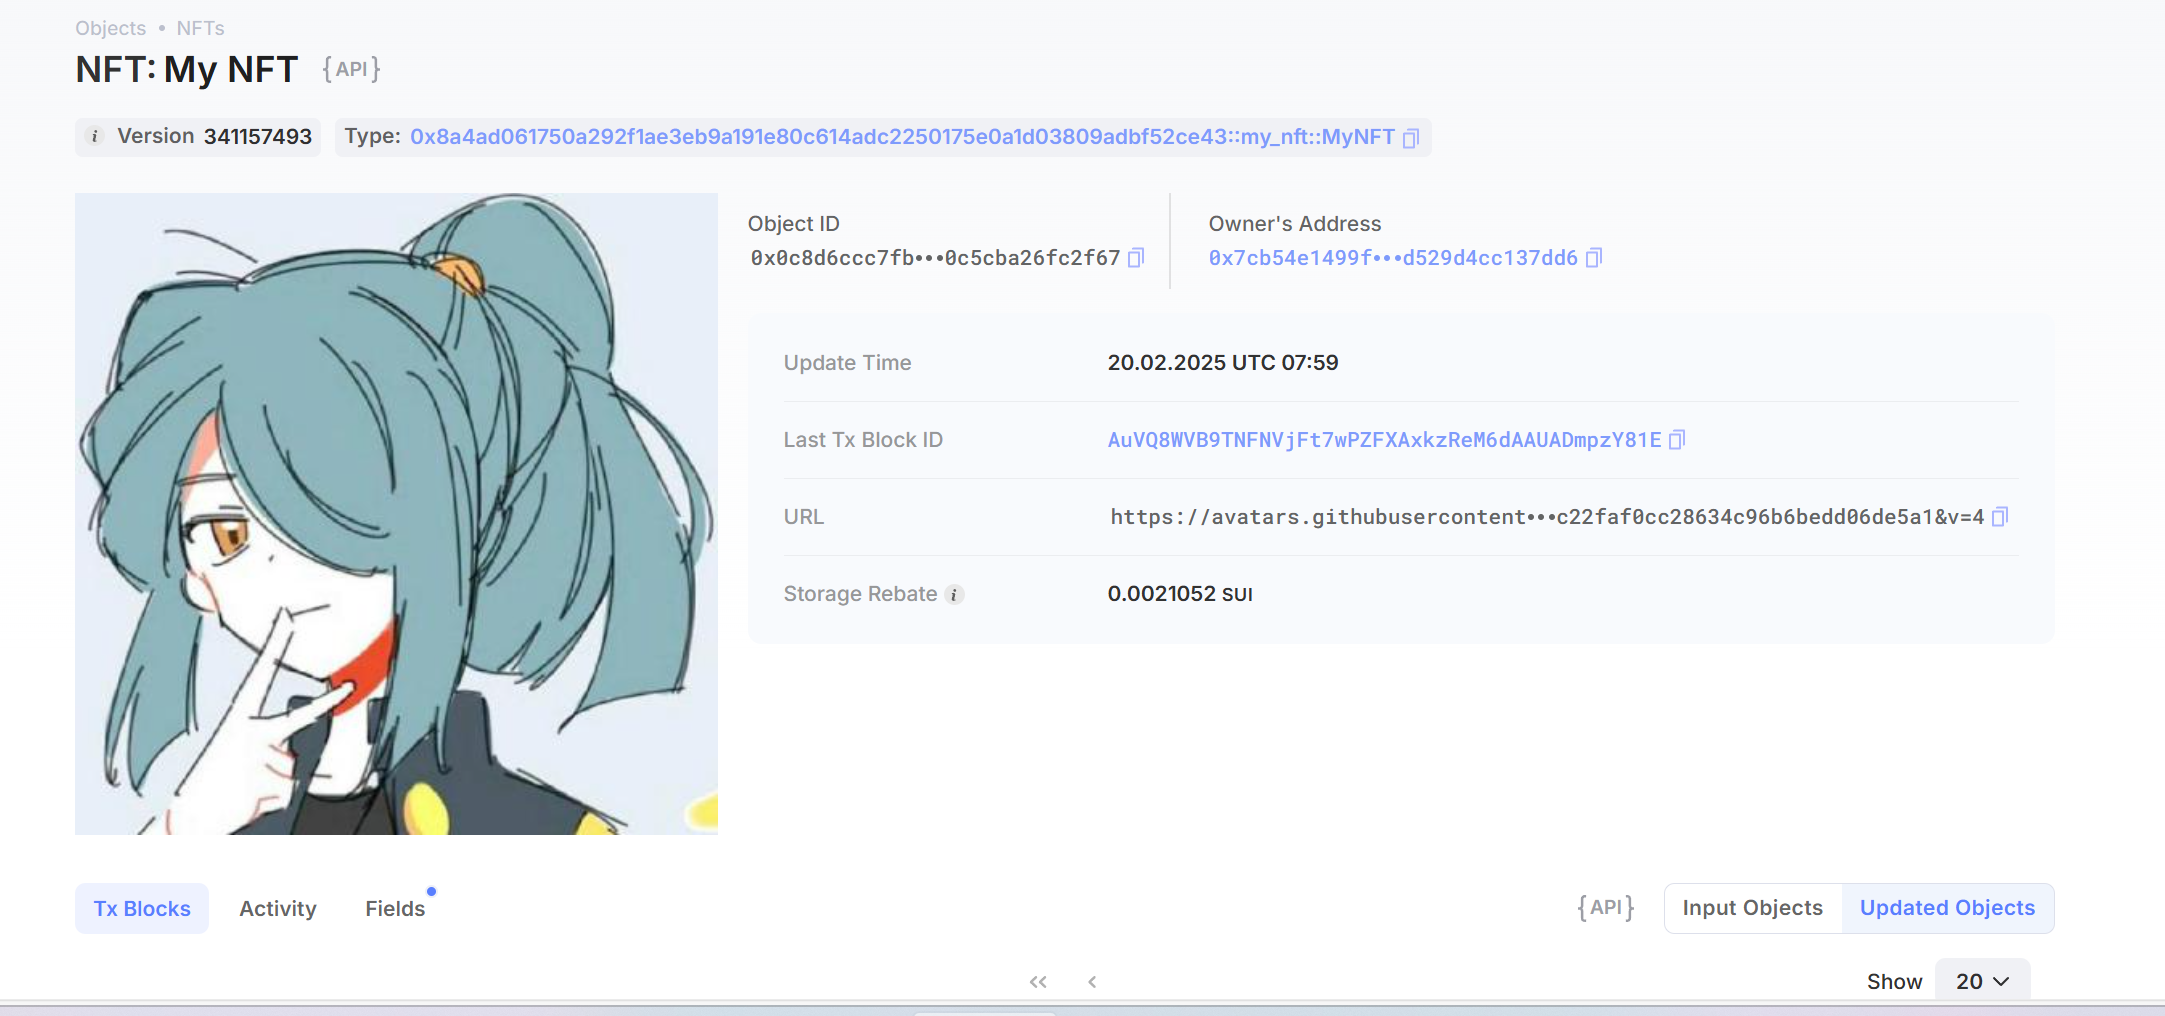 Objects • NFTs
NFT: My NFT {API}
i Version 341157493 Type: 0x8a4ad061750a292f1ae3eb9a191e80c614adc2250175e0a1d03809adbf52ce43::my_nft::MyNFT
Object ID
0x0c8d6ccc7fb•••0c5cba26fc2f67
Owner's Address
0x7cb54e1499f•••d529d4cc137dd6
Update Time 20.02.2025 UTC 07:59
Last Tx Block ID AuVQ8WVB9TNFNVjFt7wPZFXAxkzReM6dAAUADmpzY81E
URL https://avatars.githubusercontent•••c22faf0cc28634c96b6bedd06de5a1&v=4
Storage Rebate i 0.0021052 SUI
Tx Blocks Activity Fields {API} Input Objects Updated Objects
Show 20